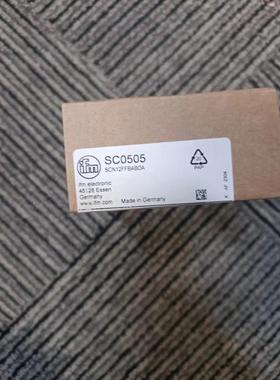 ifm
SC0505
SCN12FFBABOA
ifm electronic
45128 Essen
Germany
www.ifm.com
Made in Germany
PAP